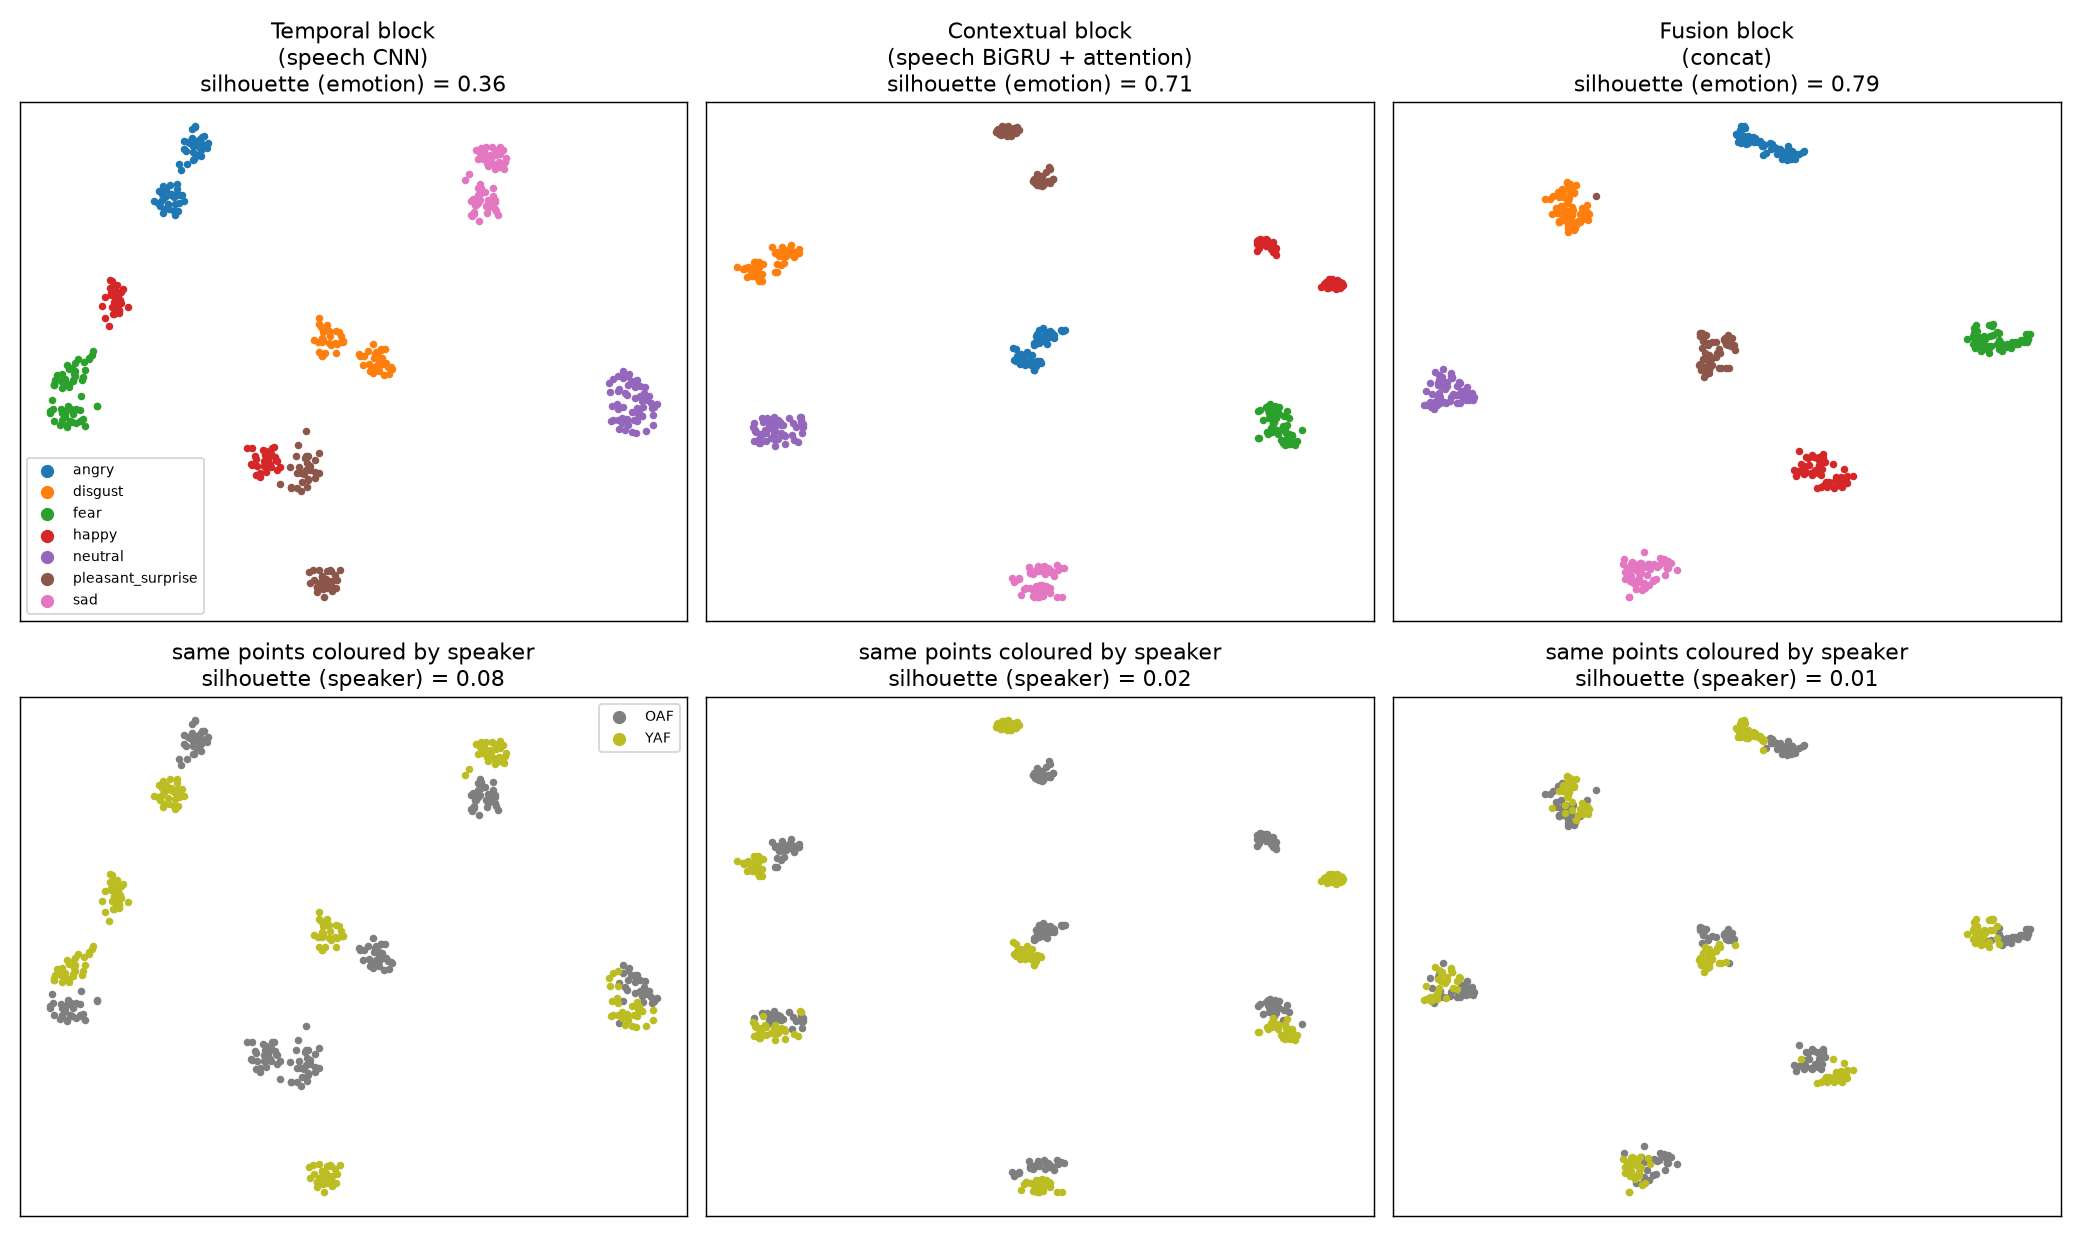 Temporal block
(speech CNN)
silhouette (emotion) = 0.36
Contextual block
(speech BiGRU + attention)
silhouette (emotion) = 0.71
Fusion block
(concat)
silhouette (emotion) = 0.79
angry
disgust
fear
happy
neutral
pleasant_surprise
sad
same points coloured by speaker
silhouette (speaker) = 0.08
same points coloured by speaker
silhouette (speaker) = 0.02
same points coloured by speaker
silhouette (speaker) = 0.01
OAF
YAF